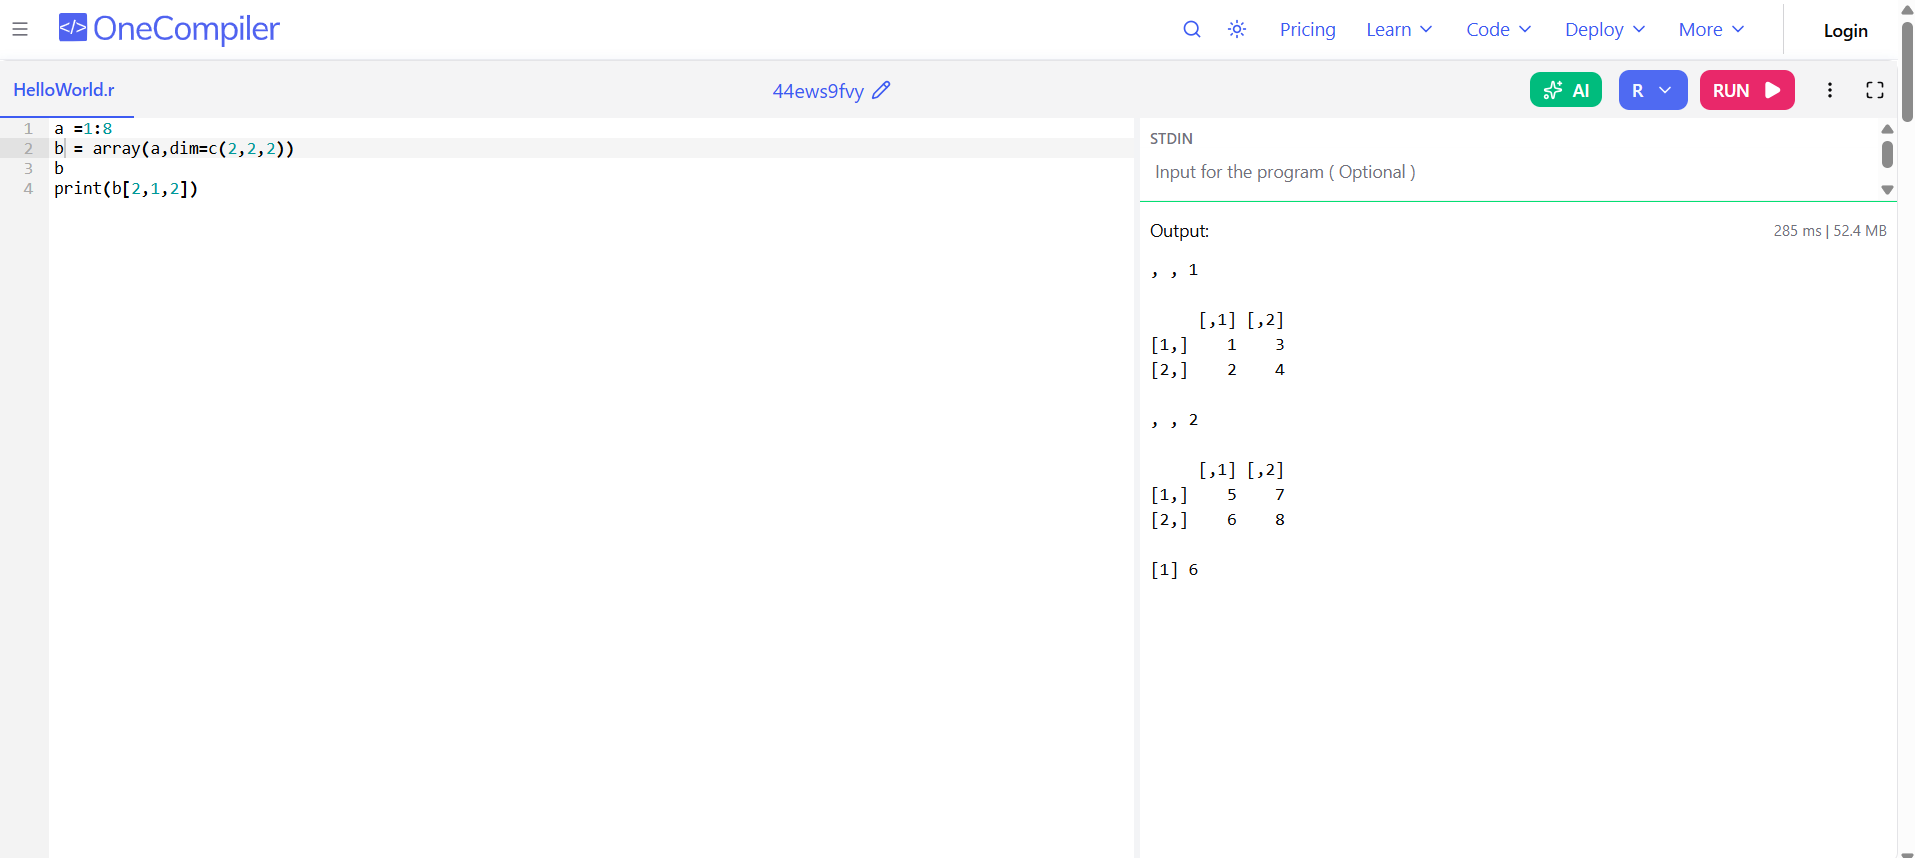 </> OneCompiler
Pricing Learn Code Deploy More Login
HelloWorld.r 44ews9fvy AI R RUN
1 a =1:8
2 b = array(a,dim=c(2,2,2))
3 b
4 print(b[2,1,2])
STDIN
Input for the program ( Optional )
Output: 285 ms | 52.4 MB
, , 1
     [,1] [,2]
[1,]    1    3
[2,]    2    4
, , 2
     [,1] [,2]
[1,]    5    7
[2,]    6    8
[1] 6